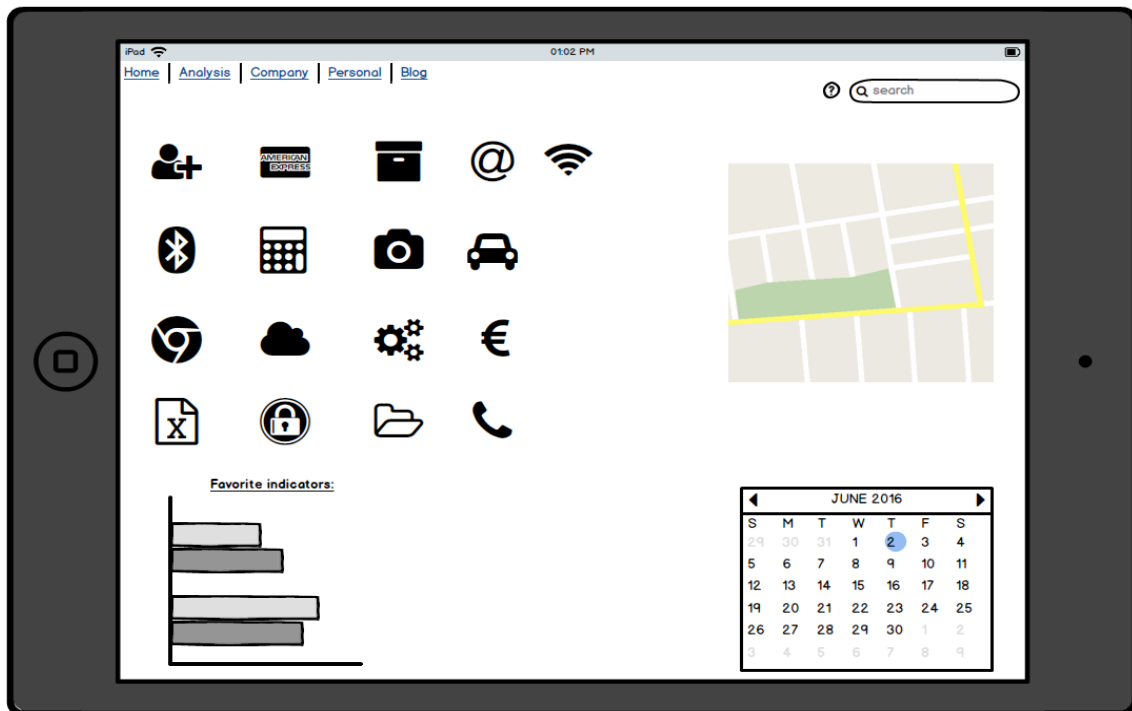 iPod 01:02 PM
Home Analysis Company Personal Blog
? search
AMERICAN
EXPRESS
@
€
X
Favorite indicators:
JUNE 2016
S M T W T F S
29 30 31 1 2 3 4
5 6 7 8 9 10 11
12 13 14 15 16 17 18
19 20 21 22 23 24 25
26 27 28 29 30 1 2
3 4 5 6 7 8 9